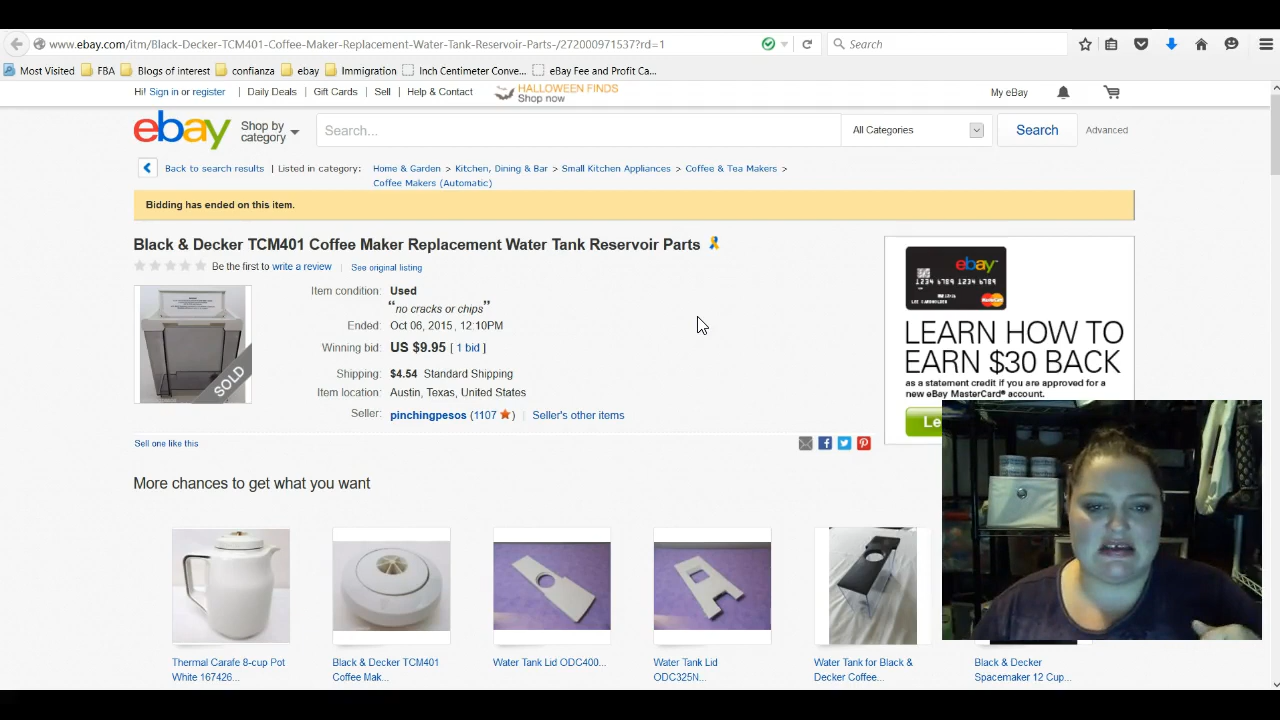 www.ebay.com/itm/Black-Decker-TCM401-Coffee-Maker-Replacement-Water-Tank-Reservoir-Parts-/322000971537?rd=1
Search
Most Visited FBA Blogs of interest confianza ebay Immigration Inch Centimeter Conve... eBay Fee and Profit Ca...
Hi! Sign in or register Daily Deals Gift Cards Sell Help & Contact HALLOWEEN FINDS Shop now My eBay
ebay Shop by category Search... All Categories Search Advanced
Back to search results Listed in category: Home & Garden > Kitchen, Dining & Bar > Small Kitchen Appliances > Coffee & Tea Makers >
Coffee Makers (Automatic)
Bidding has ended on this item.
Black & Decker TCM401 Coffee Maker Replacement Water Tank Reservoir Parts
Be the first to write a review See original listing
Item condition: Used
“no cracks or chips”
Ended: Oct 06, 2015 , 12:10PM
Winning bid: US $9.95 [ 1 bid ]
Shipping: $4.54 Standard Shipping
Item location: Austin, Texas, United States
Seller: pinchingpesos (1107 ) Seller's other items
SOLD
Sell one like this
ebay
1234 6789 1234 6789
MasterCard
LEARN HOW TO
EARN $30 BACK
as a statement credit if you are approved for a
new eBay MasterCard® account.
Le
More chances to get what you want
Thermal Carafe 8-cup Pot
White 167426...
Black & Decker TCM401
Coffee Mak...
Water Tank Lid ODC400...
Water Tank Lid
ODC325N...
Water Tank for Black &
Decker Coffee...
Black & Decker
Spacemaker 12 Cup...